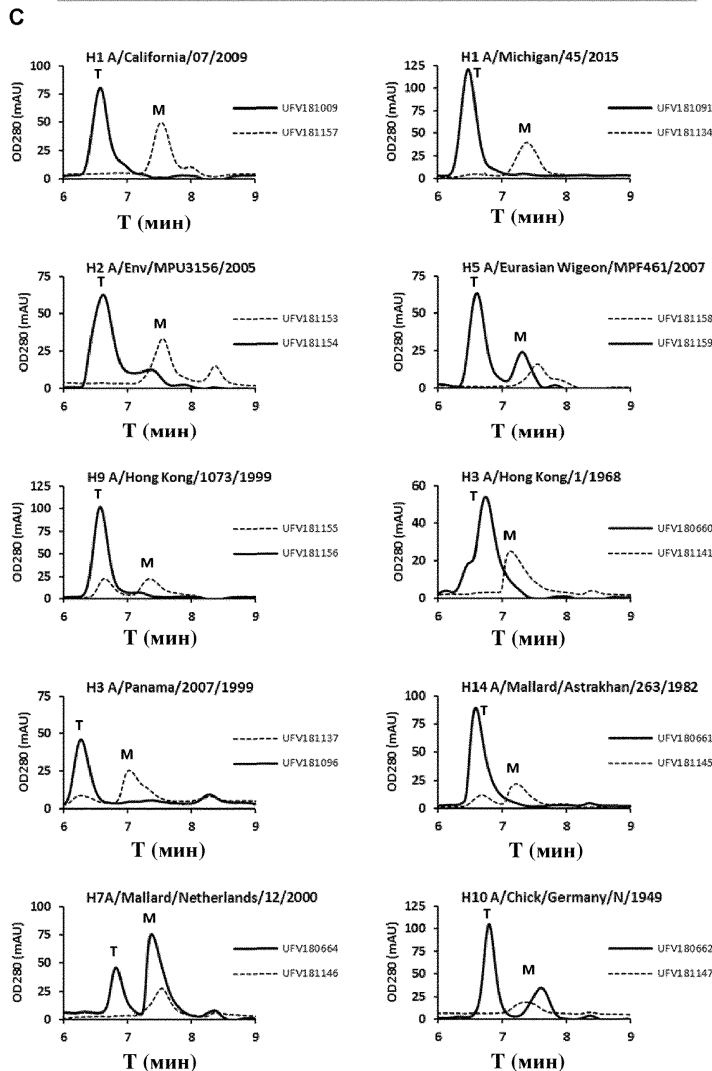 C
H1 A/California/07/2009
T
M
OD280 (mAU)
100
75
50
25
0
6 7 8 9
T (мин)
UFV181009
UFV181157
H1 A/Michigan/45/2015
T
M
OD280 (mAU)
125
100
75
50
25
0
6 7 8 9
T (мин)
UFV181091
UFV181134
H2 A/Env/MPU3156/2005
T
M
OD280 (mAU)
75
50
25
0
6 7 8 9
T (мин)
UFV181153
UFV181154
H5 A/Eurasian Wigeon/MPF461/2007
T
M
OD280 (mAU)
75
50
25
0
6 7 8 9
T (мин)
UFV181158
UFV181159
H9 A/Hong Kong/1073/1999
T
M
OD280 (mAU)
125
100
75
50
25
0
6 7 8 9
T (мин)
UFV181155
UFV181156
H3 A/Hong Kong/1/1968
T
M
OD280 (mAU)
60
40
20
0
6 7 8 9
T (мин)
UFV180660
UFV181141
H3 A/Panama/2007/1999
T
M
OD280 (mAU)
75
50
25
0
6 7 8 9
T (мин)
UFV181137
UFV181096
H14 A/Mallard/Astrakhan/263/1982
T
M
OD280 (mAU)
100
75
50
25
0
6 7 8 9
T (мин)
UFV180661
UFV181145
H7A/Mallard/Netherlands/12/2000
T
M
OD280 (mAU)
100
75
50
25
0
6 7 8 9
T (мин)
UFV180664
UFV181146
H10 A/Chick/Germany/N/1949
T
M
OD280 (mAU)
125
100
75
50
25
0
6 7 8 9
T (мин)
UFV180662
UFV181147